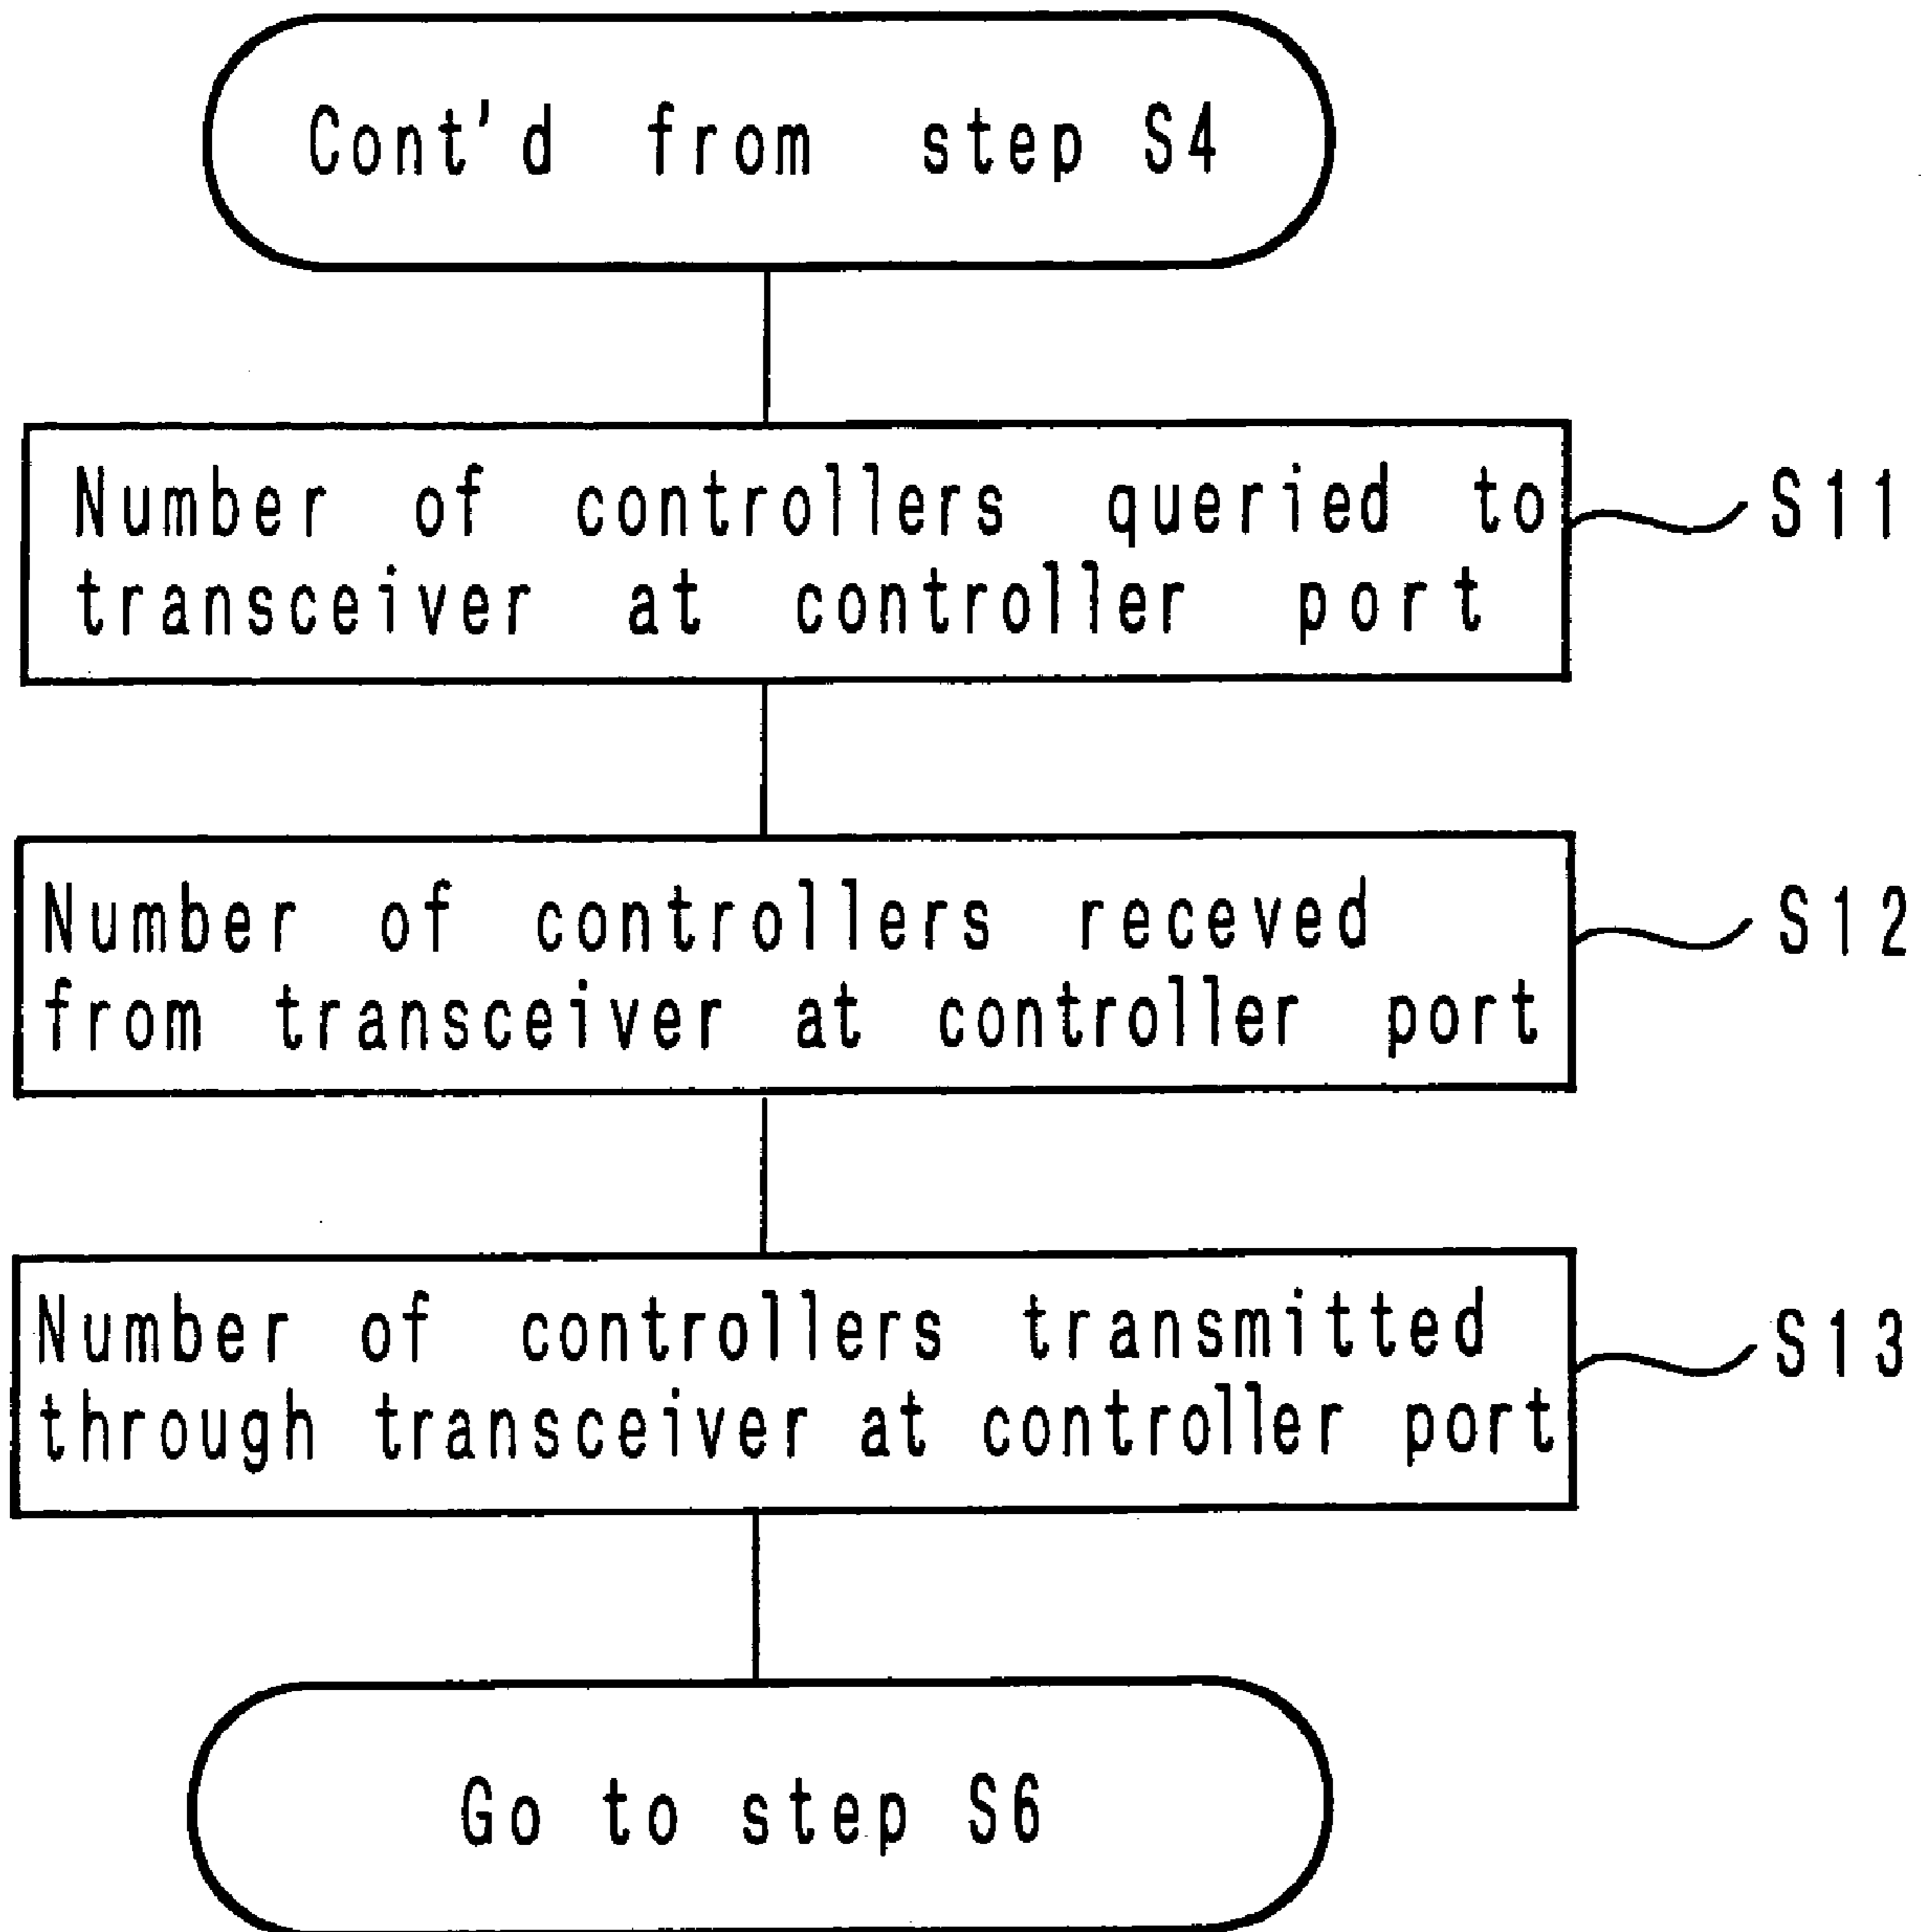 Cont'd from step S4
Number of controllers queried to
transceiver at controller port
S11
Number of controllers receved
from transceiver at controller port
S12
Number of controllers transmitted
through transceiver at controller port
S13
Go to step S6